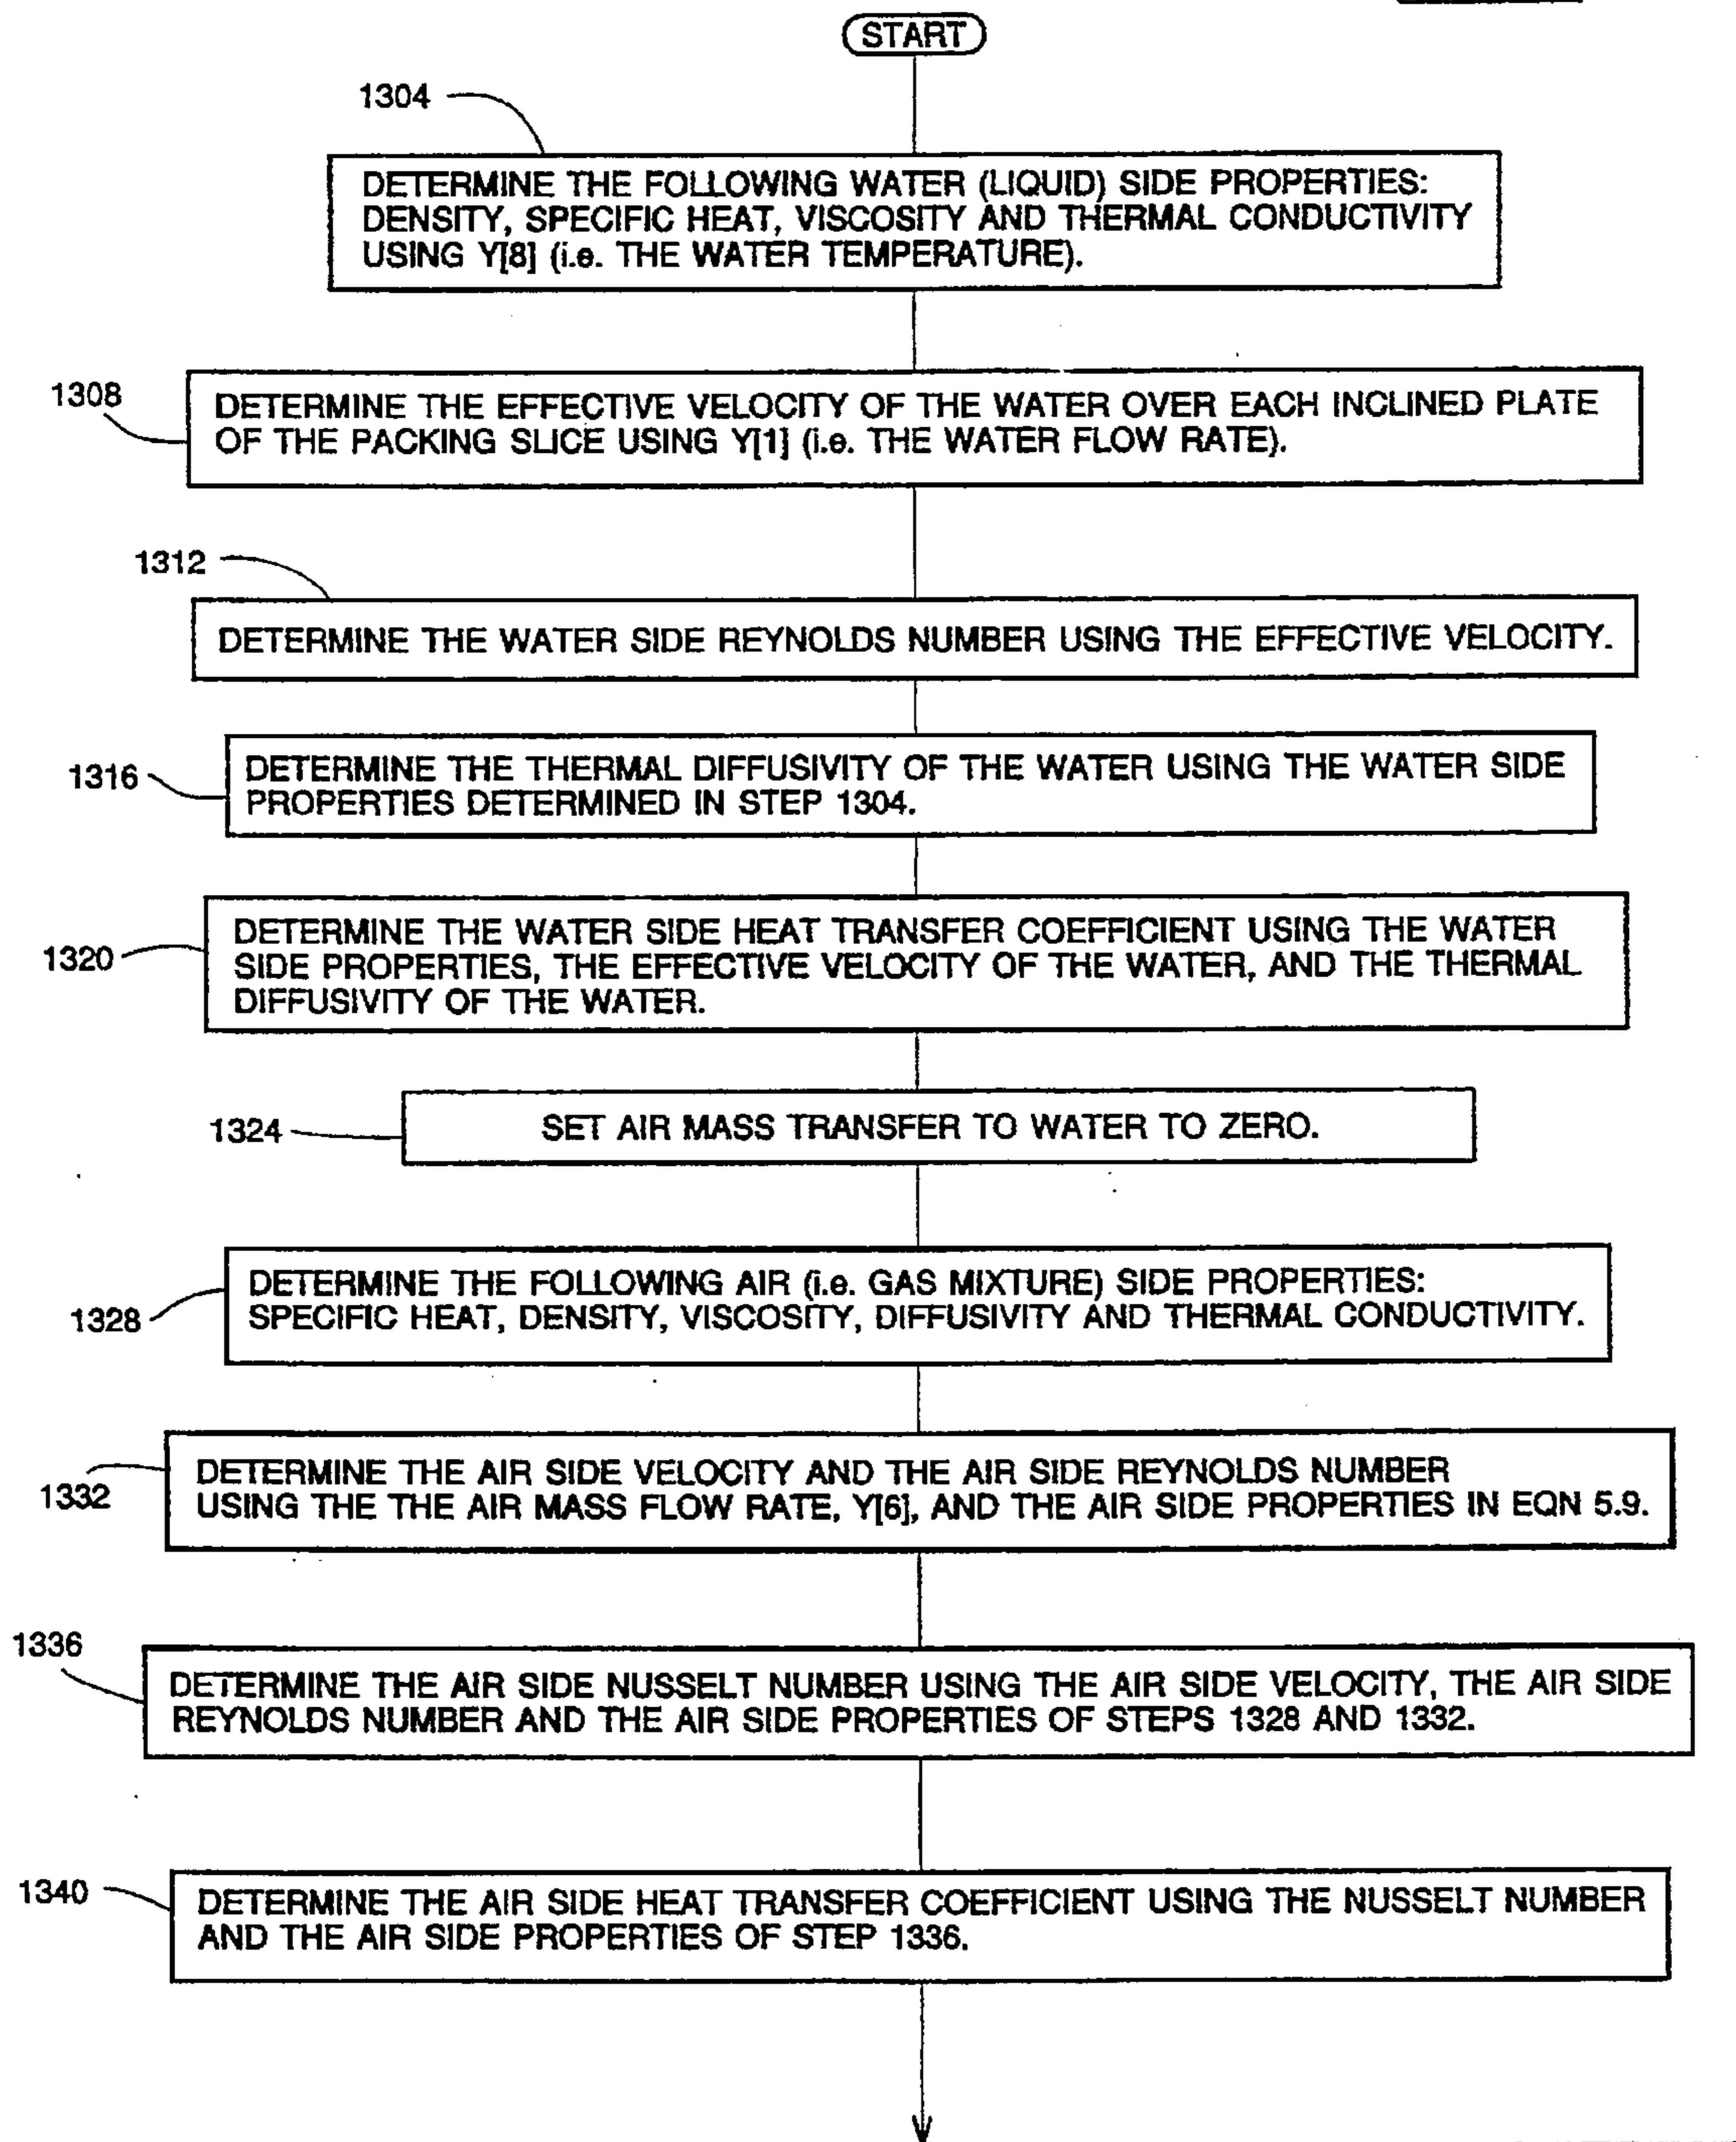 START
1304
DETERMINE THE FOLLOWING WATER (LIQUID) SIDE PROPERTIES:
DENSITY, SPECIFIC HEAT, VISCOSITY AND THERMAL CONDUCTIVITY
USING Y[8] (i.e. THE WATER TEMPERATURE).
1308
DETERMINE THE EFFECTIVE VELOCITY OF THE WATER OVER EACH INCLINED PLATE
OF THE PACKING SLICE USING Y[1] (i.e. THE WATER FLOW RATE).
1312
DETERMINE THE WATER SIDE REYNOLDS NUMBER USING THE EFFECTIVE VELOCITY.
1316
DETERMINE THE THERMAL DIFFUSIVITY OF THE WATER USING THE WATER SIDE
PROPERTIES DETERMINED IN STEP 1304.
1320
DETERMINE THE WATER SIDE HEAT TRANSFER COEFFICIENT USING THE WATER
SIDE PROPERTIES, THE EFFECTIVE VELOCITY OF THE WATER, AND THE THERMAL
DIFFUSIVITY OF THE WATER.
1324
SET AIR MASS TRANSFER TO WATER TO ZERO.
1328
DETERMINE THE FOLLOWING AIR (i.e. GAS MIXTURE) SIDE PROPERTIES:
SPECIFIC HEAT, DENSITY, VISCOSITY, DIFFUSIVITY AND THERMAL CONDUCTIVITY.
1332
DETERMINE THE AIR SIDE VELOCITY AND THE AIR SIDE REYNOLDS NUMBER
USING THE THE AIR MASS FLOW RATE, Y[6], AND THE AIR SIDE PROPERTIES IN EQN 5.9.
1336
DETERMINE THE AIR SIDE NUSSELT NUMBER USING THE AIR SIDE VELOCITY, THE AIR SIDE
REYNOLDS NUMBER AND THE AIR SIDE PROPERTIES OF STEPS 1328 AND 1332.
1340
DETERMINE THE AIR SIDE HEAT TRANSFER COEFFICIENT USING THE NUSSELT NUMBER
AND THE AIR SIDE PROPERTIES OF STEP 1336.